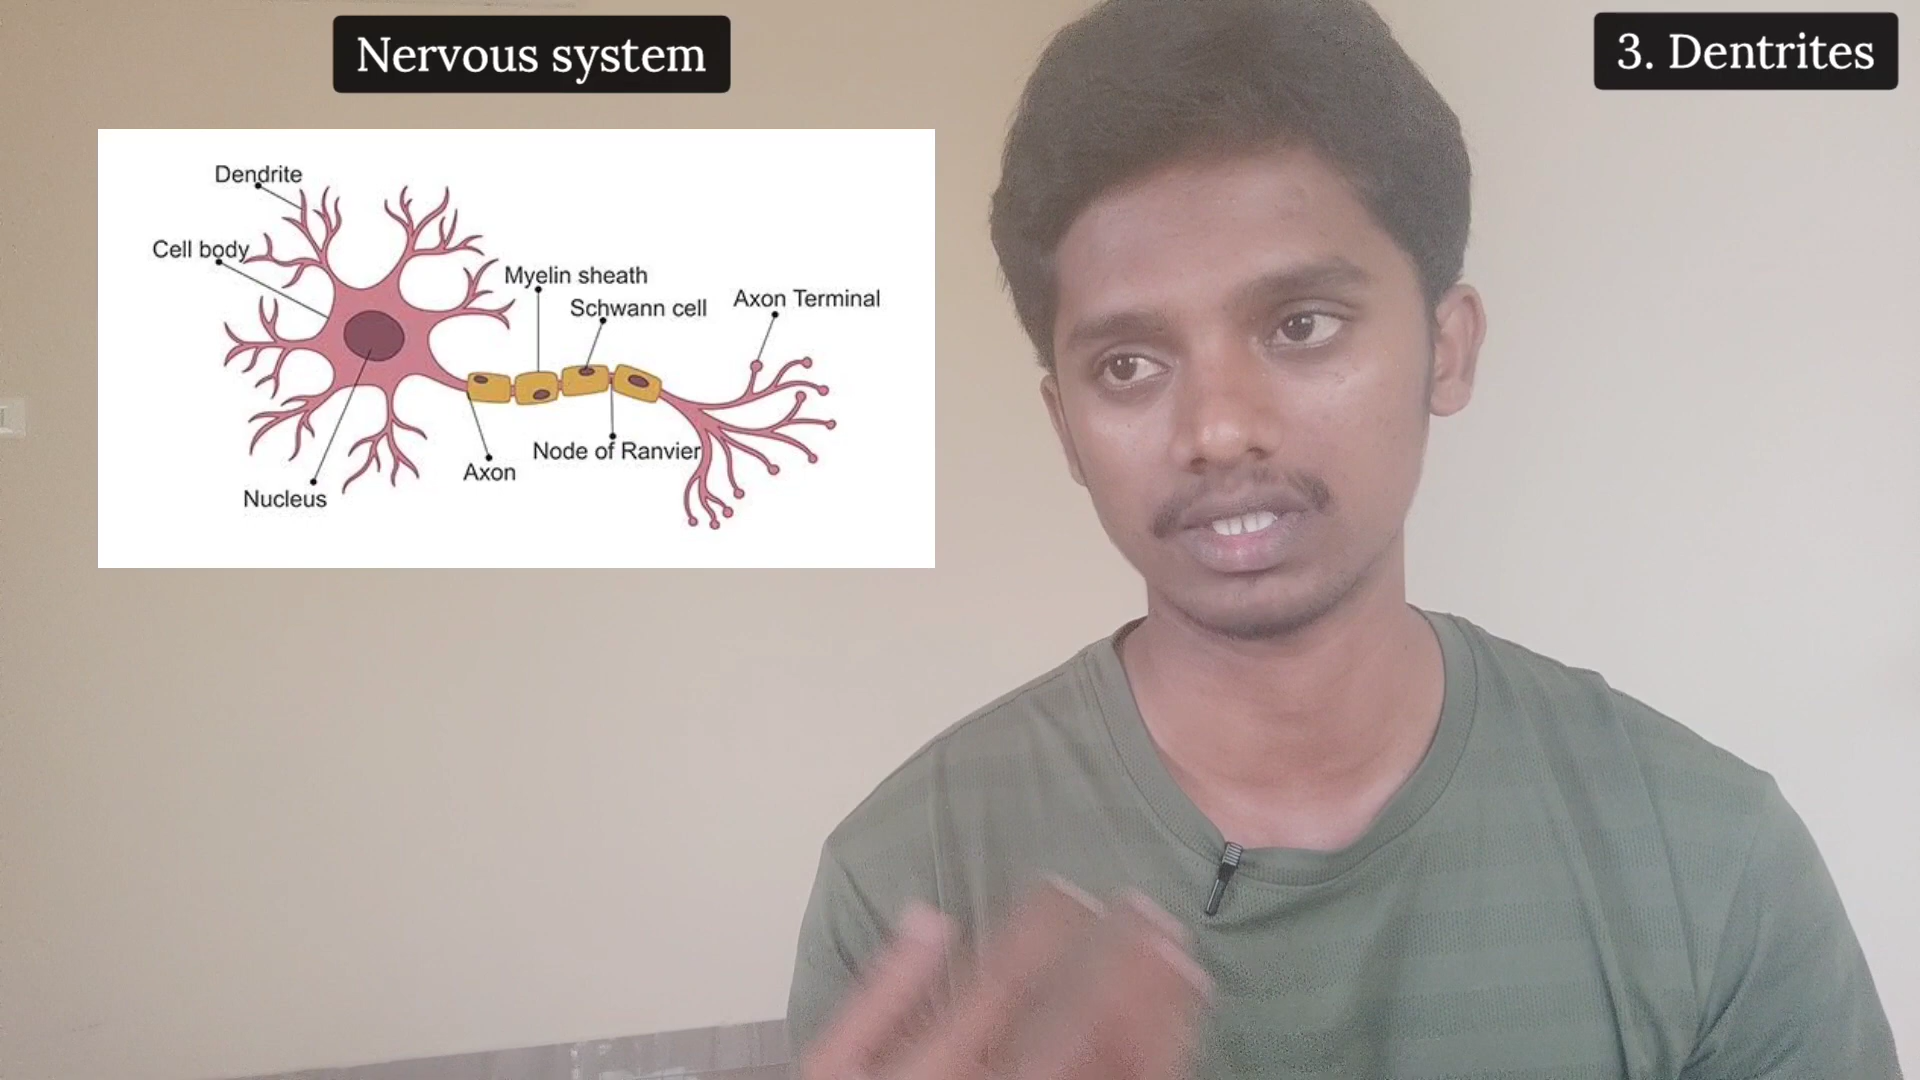 Nervous system
3. Dentrites
Dendrite
Cell body
Myelin sheath
Schwann cell
Axon Terminal
Node of Ranvier
Axon
Nucleus